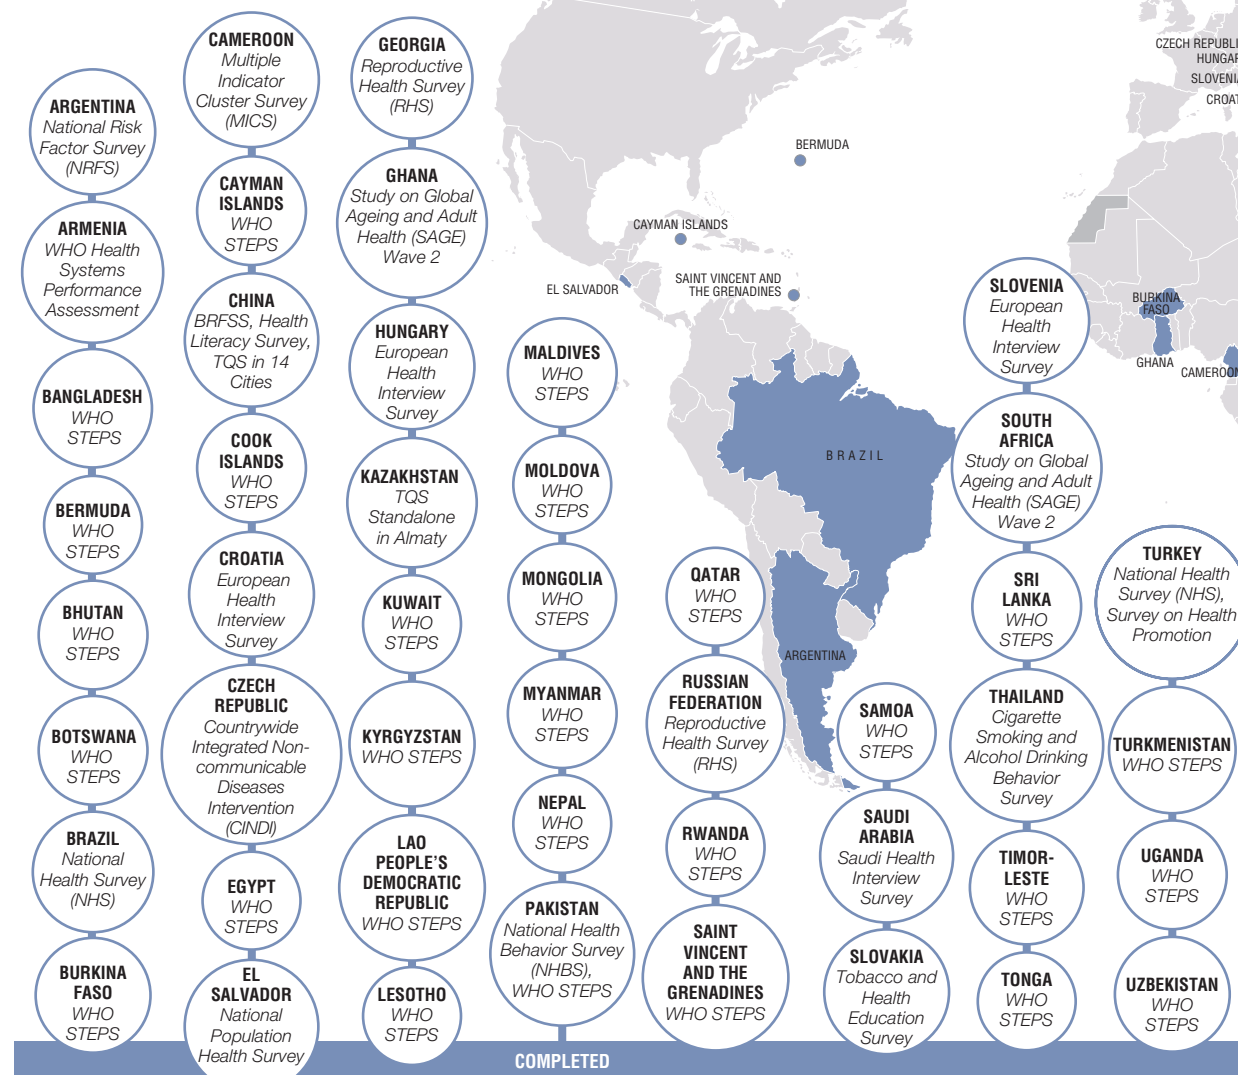 ARGENTINA
National Risk
Factor Survey
(NRFS)
ARMENIA
WHO Health
Systems
Performance
Assessment
BANGLADESH
WHO
STEPS
BERMUDA
WHO
STEPS
BHUTAN
WHO
STEPS
BOTSWANA
WHO
STEPS
BRAZIL
National
Health Survey
(NHS)
BURKINA
FASO
WHO
STEPS
CAMEROON
Multiple
Indicator
Cluster Survey
(MICS)
CAYMAN
ISLANDS
WHO
STEPS
CHINA
BRFSS, Health
Literacy Survey,
TQS in 14
Cities
COOK
ISLANDS
WHO
STEPS
CROATIA
European
Health
Interview
Survey
CZECH
REPUBLIC
Countrywide
Integrated Non-
communicable
Diseases
Intervention
(CINDI)
EGYPT
WHO
STEPS
EL
SALVADOR
National
Population
Health Survey
GEORGIA
Reproductive
Health Survey
(RHS)
GHANA
Study on Global
Ageing and Adult
Health (SAGE)
Wave 2
HUNGARY
European
Health
Interview
Survey
KAZAKHSTAN
TQS
Standalone
in Almaty
KUWAIT
WHO
STEPS
KYRGYZSTAN
WHO STEPS
LAO
PEOPLE'S
DEMOCRATIC
REPUBLIC
WHO STEPS
LESOTHO
WHO
STEPS
MALDIVES
WHO
STEPS
MOLDOVA
WHO
STEPS
MONGOLIA
WHO
STEPS
MYANMAR
WHO
STEPS
NEPAL
WHO
STEPS
PAKISTAN
National Health
Behavior Survey
(NHBS),
WHO STEPS
QATAR
WHO
STEPS
RUSSIAN
FEDERATION
Reproductive
Health Survey
(RHS)
RWANDA
WHO
STEPS
SAINT
VINCENT
AND THE
GRENADINES
WHO STEPS
SAMOA
WHO
STEPS
SAUDI
ARABIA
Saudi Health
Interview
Survey
SLOVAKIA
Tobacco and
Health
Education
Survey
SLOVENIA
European
Health
Interview
Survey
SOUTH
AFRICA
Study on Global
Ageing and Adult
Health (SAGE)
Wave 2
SRI
LANKA
WHO
STEPS
THAILAND
Cigarette
Smoking and
Alcohol Drinking
Behavior
Survey
TIMOR-
LESTE
WHO
STEPS
TONGA
WHO
STEPS
TURKEY
National Health
Survey (NHS),
Survey on Health
Promotion
TURKMENISTAN
WHO STEPS
UGANDA
WHO
STEPS
UZBEKISTAN
WHO
STEPS
BERMUDA
CAYMAN ISLANDS
EL SALVADOR
SAINT VINCENT AND
THE GRENADINES
BRAZIL
ARGENTINA
CZECH REPUBLI
HUNGAR
SLOVENIA
CROAT
BURKINA
FASO
GHANA
CAMEROON
COMPLETED